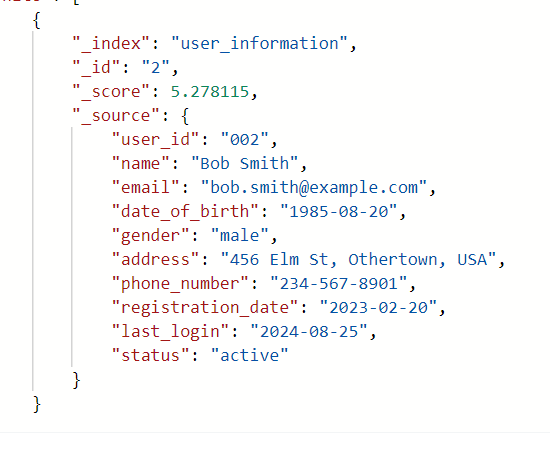 {
"_index": "user_information",
"_id": "2",
"_score": 5.278115,
"_source": {
"user_id": "002",
"name": "Bob Smith",
"email": "bob.smith@example.com",
"date_of_birth": "1985-08-20",
"gender": "male",
"address": "456 Elm St, Othertown, USA",
"phone_number": "234-567-8901",
"registration_date": "2023-02-20",
"last_login": "2024-08-25",
"status": "active"
}
}